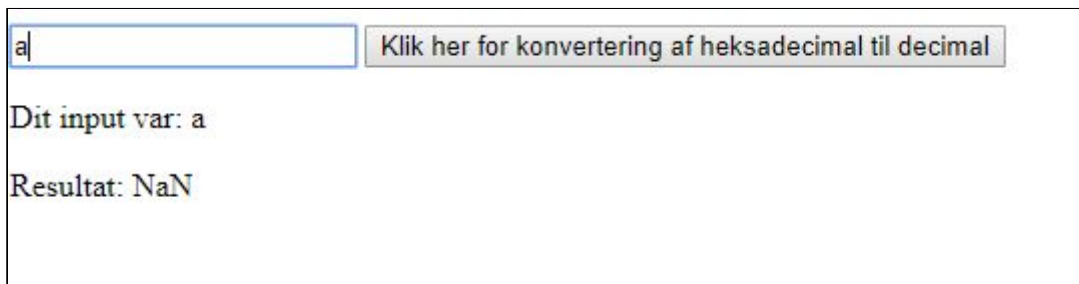 a Klik her for konvertering af heksadecimal til decimal
Dit input var: a
Resultat: NaN